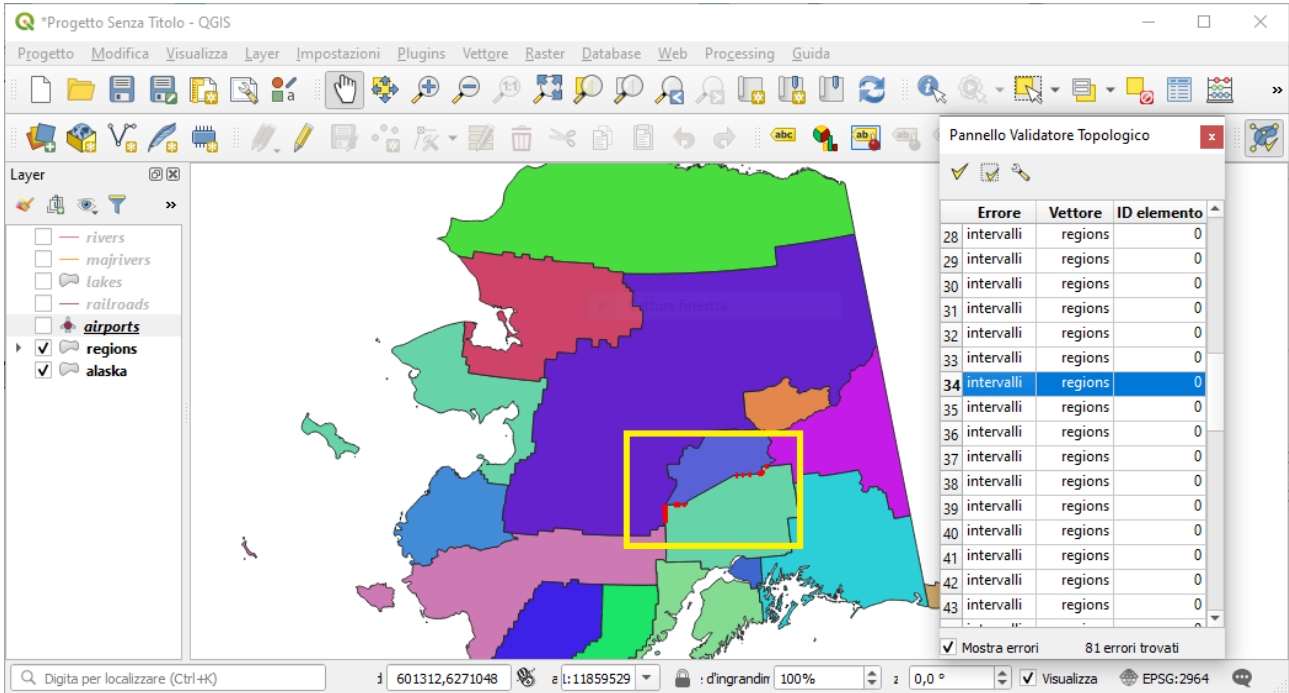 *Progetto Senza Titolo - QGIS
Progetto Modifica Visualizza Layer Impostazioni Plugins Vettore Raster Database Web Processing Guida
1:1
a
»
abc
ab
Layer
»
rivers
majrivers
lakes
railroads
airports
regions
alaska
Pannello Validatore Topologico
x
Errore Vettore ID elemento
28 intervalli regions 0
29 intervalli regions 0
30 intervalli regions 0
31 intervalli regions 0
32 intervalli regions 0
33 intervalli regions 0
34 intervalli regions 0
35 intervalli regions 0
36 intervalli regions 0
37 intervalli regions 0
38 intervalli regions 0
39 intervalli regions 0
40 intervalli regions 0
41 intervalli regions 0
42 intervalli regions 0
43 intervalli regions 0
Mostra errori 81 errori trovati
Digita per localizzare (Ctrl+K) 601312,6271048 1:11859529 d'ingrandin 100% 0,0 ° Visualizza EPSG:2964